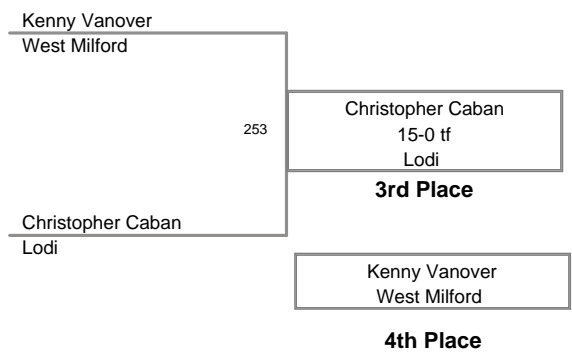 Kenny Vanover
West Milford
253
Christopher Caban
15-0 tf
Lodi
3rd Place
Christopher Caban
Lodi
Kenny Vanover
West Milford
4th Place